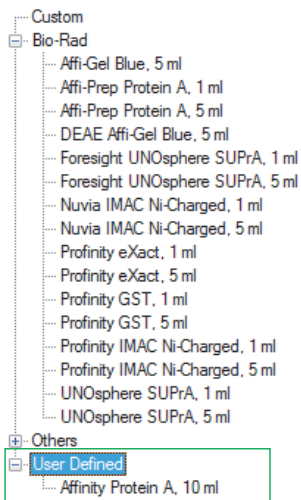 Custom
Bio-Rad
Affi-Gel Blue, 5 ml
Affi-Prep Protein A, 1 ml
Affi-Prep Protein A, 5 ml
DEAE Affi-Gel Blue, 5 ml
Foresight UNOsphere SUPrA, 1 ml
Foresight UNOsphere SUPrA, 5 ml
Nuvia IMAC Ni-Charged, 1 ml
Nuvia IMAC Ni-Charged, 5 ml
Profinity eXact, 1 ml
Profinity eXact, 5 ml
Profinity GST, 1 ml
Profinity GST, 5 ml
Profinity IMAC Ni-Charged, 1 ml
Profinity IMAC Ni-Charged, 5 ml
UNOsphere SUPrA, 1 ml
UNOsphere SUPrA, 5 ml
Others
User Defined
Affinity Protein A, 10 ml